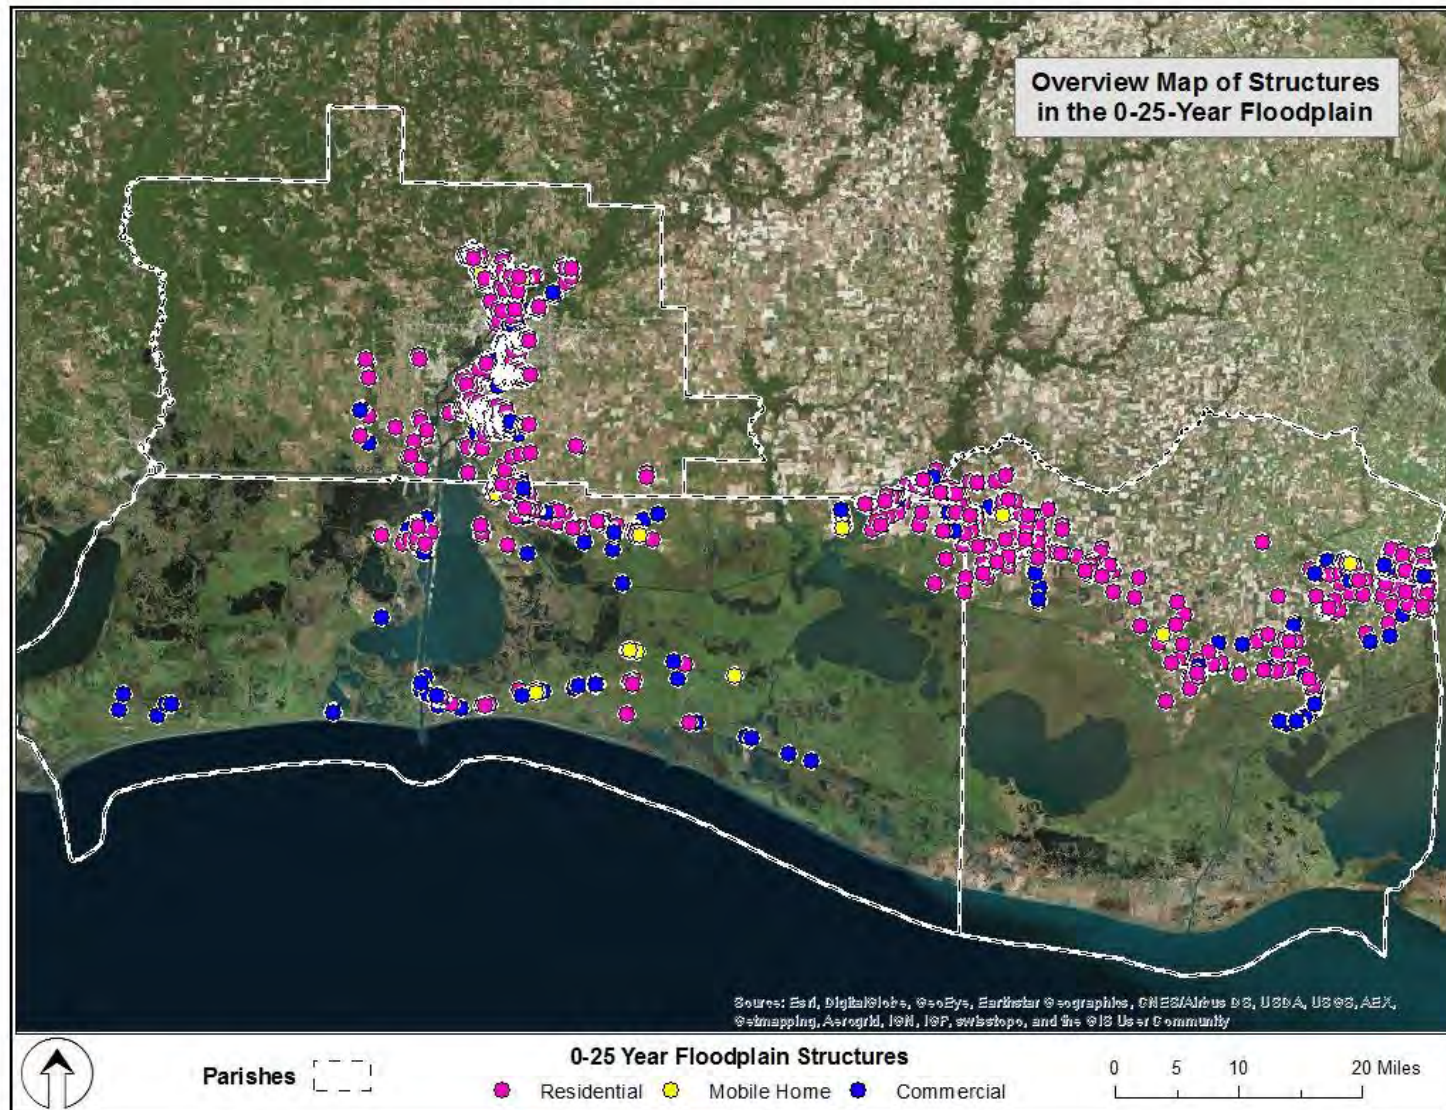 Overview Map of Structures
in the 0-25-Year Floodplain
Source: Esri, DigitalGlobe, GeoEye, Earthstar Geographics, CNES/Airbus DS, USDA, USGS, AEX,
Getmapping, Aerogrid, IGN, IGP, swisstopo, and the GIS User Community
Parishes
0-25 Year Floodplain Structures
Residential Mobile Home Commercial
0 5 10 20 Miles